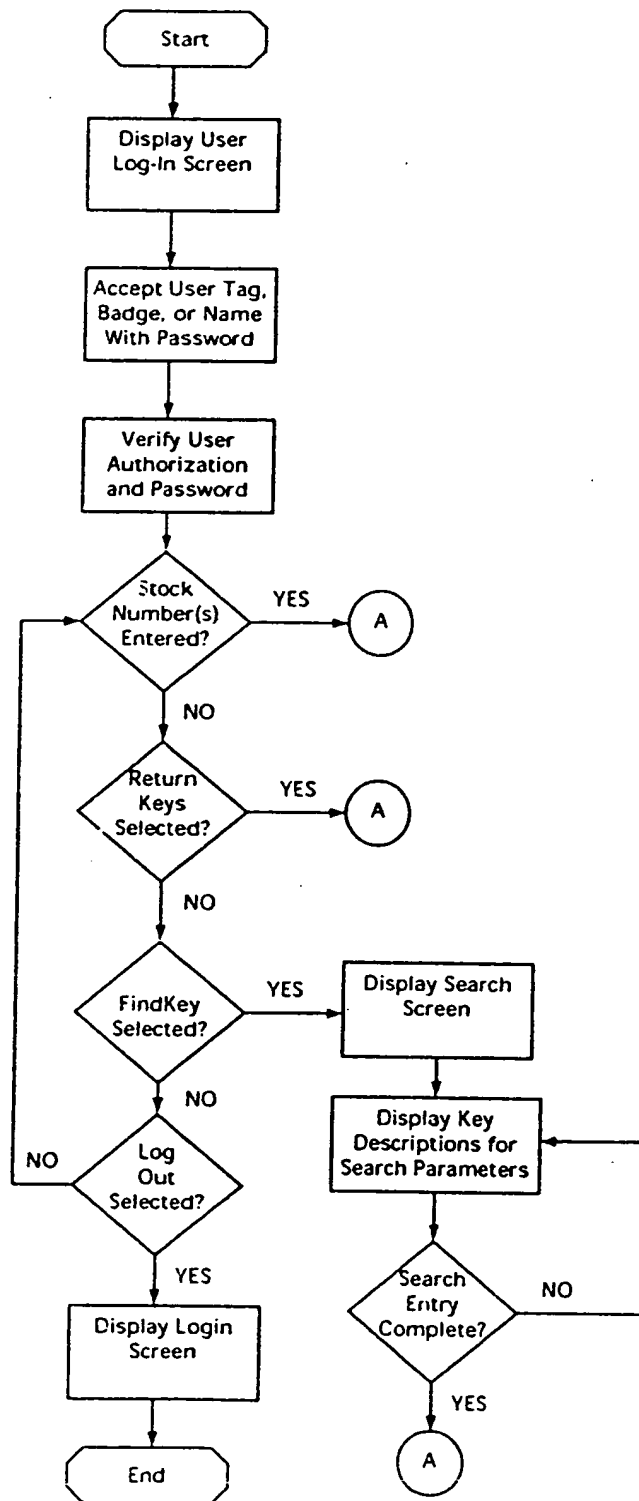 Start
Display User
Log-In Screen
Accept User Tag,
Badge, or Name
With Password
Verify User
Authorization
and Password
Stock
Number(s)
Entered?
YES
A
NO
Return
Keys
Selected?
YES
A
NO
FindKey
Selected?
YES
Display Search
Screen
NO
Display Key
Descriptions for
Search Parameters
Log
Out
Selected?
NO
YES
Search
Entry
Complete?
NO
Display Login
Screen
YES
A
End